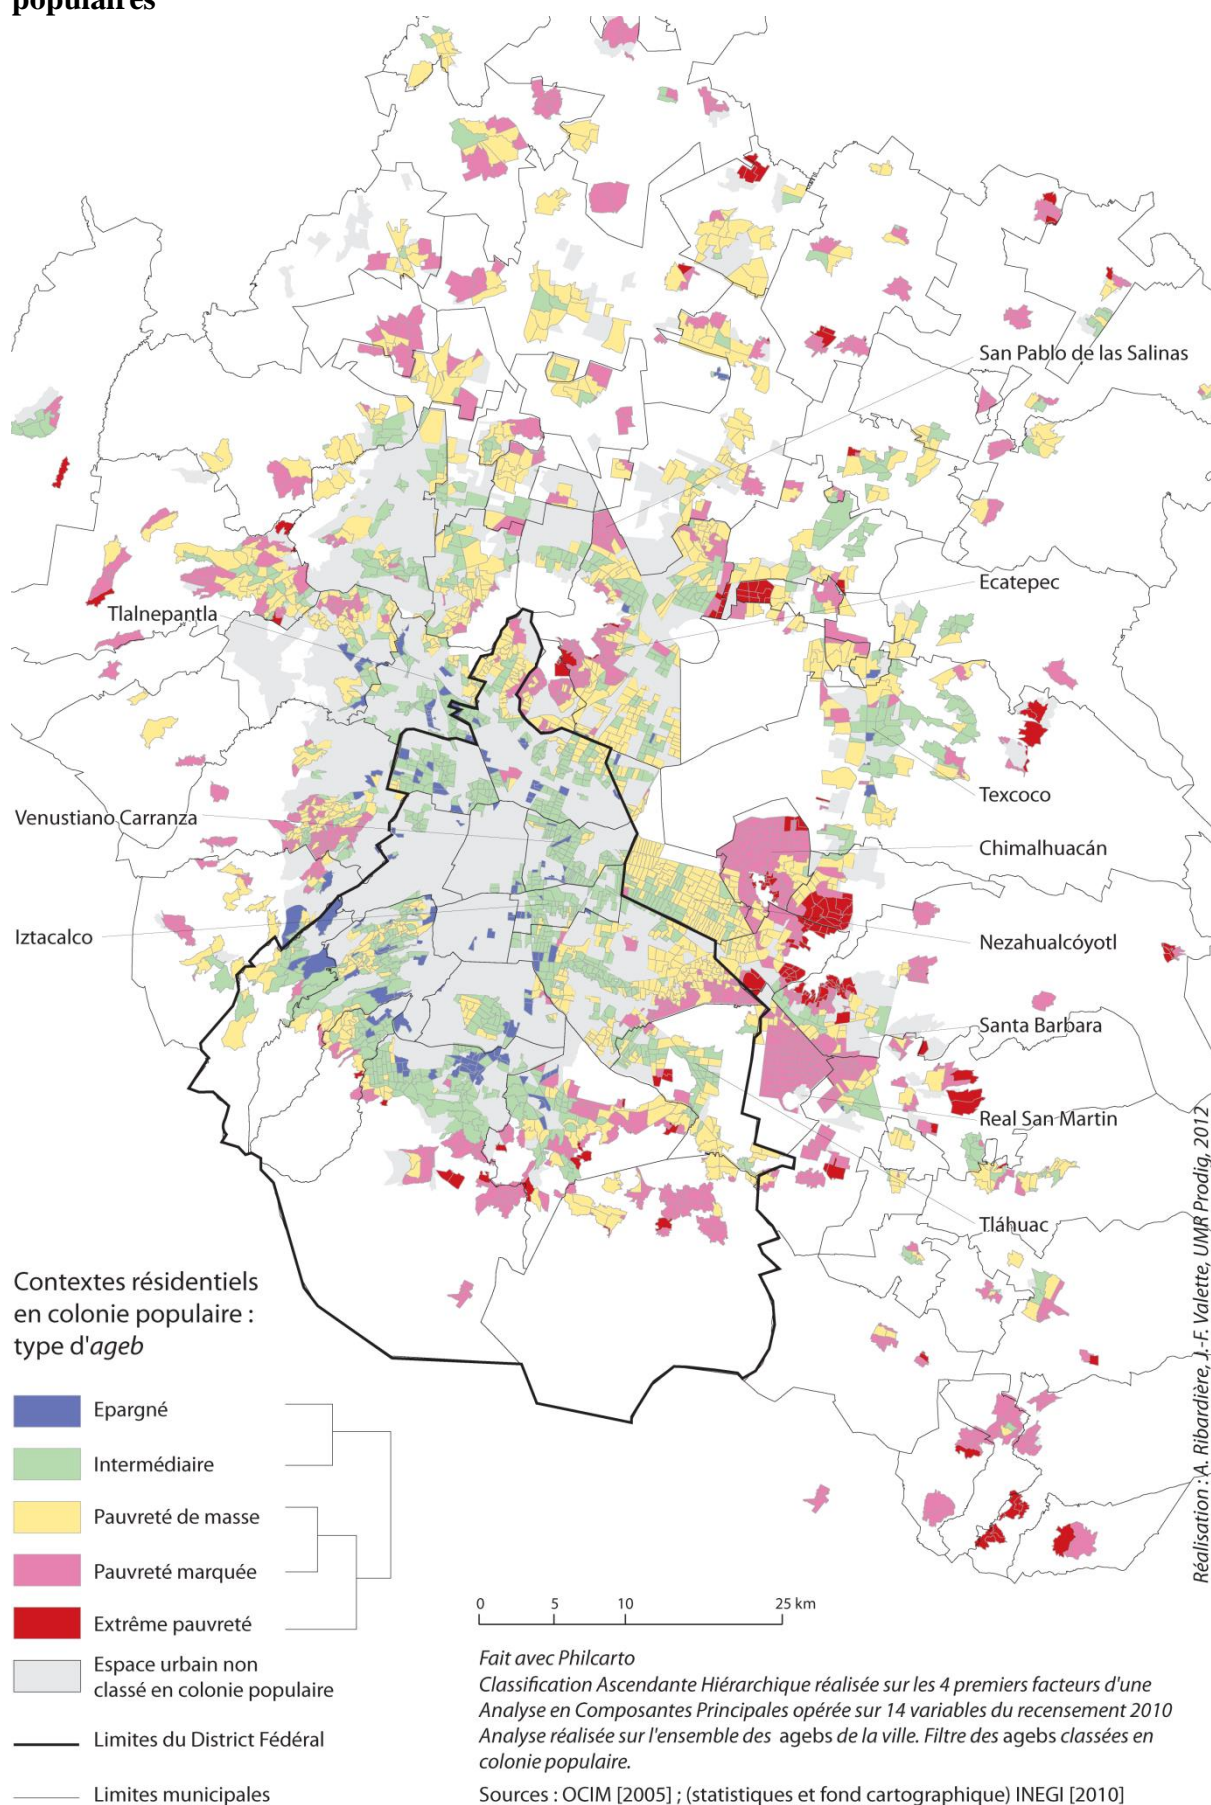 populaires
San Pablo de las Salinas
Ecatepec
Tlalnepantla
Texcoco
Venustiano Carranza
Chimalhuacán
Iztacalco
Nezahualcóyotl
Santa Barbara
Real San Martin
Tláhuac
Réalisation : A. Ribardière, J.-F. Valette, UMR Prodig, 2012
Contextes résidentiels
en colonie populaire :
type d'ageb
Epargné
Intermédiaire
Pauvreté de masse
Pauvreté marquée
Extrême pauvreté
Espace urbain non
classé en colonie populaire
Limites du District Fédéral
Limites municipales
0 5 10 25 km
Fait avec Philcarto
Classification Ascendante Hiérarchique réalisée sur les 4 premiers facteurs d'une
Analyse en Composantes Principales opérée sur 14 variables du recensement 2010
Analyse réalisée sur l'ensemble des agebs de la ville. Filtre des agebs classées en
colonie populaire.
Sources : OCIM [2005] ; (statistiques et fond cartographique) INEGI [2010]